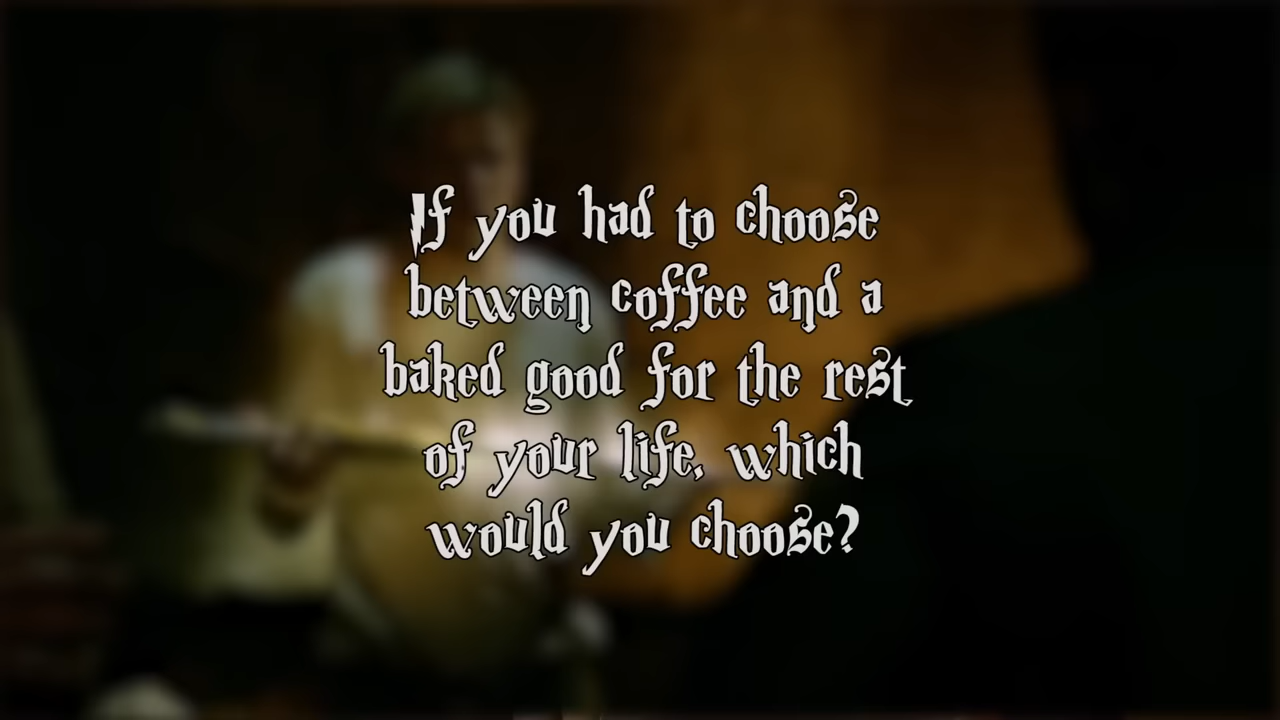 If you had to choose
between coffee and a
baked good for the rest
of your life, which
would you choose?